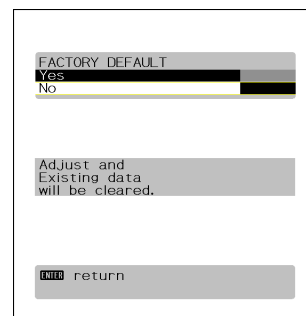 FACTORY DEFAULT
Yes
No
Adjust and
Existing data
will be cleared.
ENTER return